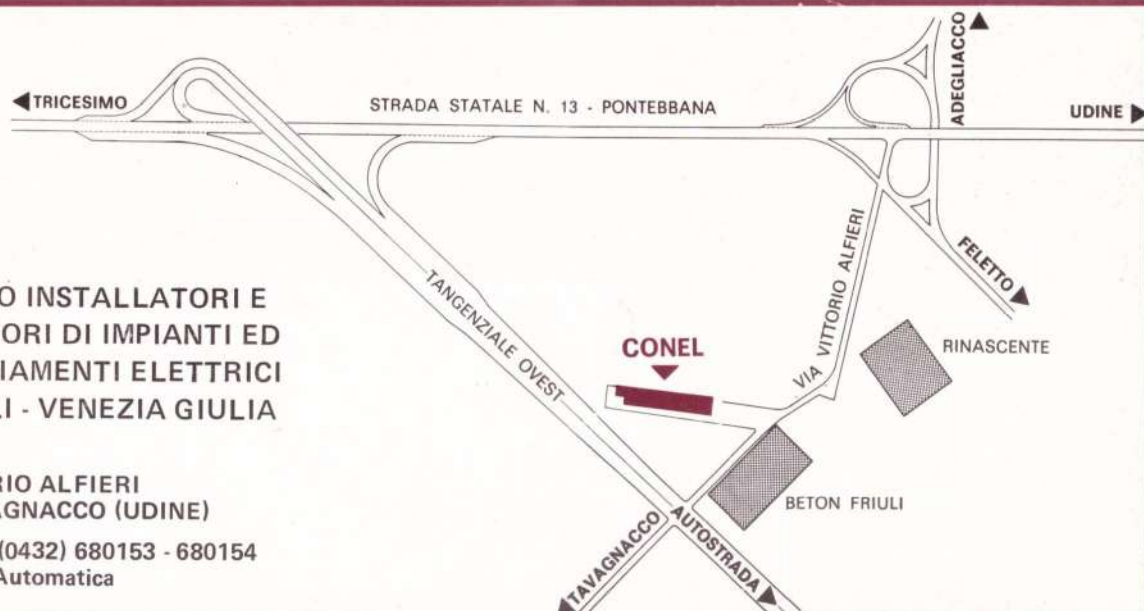 TRICESIMO
STRADA STATALE N. 13 - PONTEBBANA
ADEGLIACCO
UDINE
FELETTO
VIA VITTORIO ALFIERI
TANGENZIALE OVEST
CONEL
RINASCENTE
BETON FRIULI
TAVAGNACCO
AUTOSTRADA
O INSTALLATORI E
ORI DI IMPIANTI ED
IAMENTI ELETTRICI
LI - VENEZIA GIULIA
RIO ALFIERI
AGNACCO (UDINE)
(0432) 680153 - 680154
Automatica